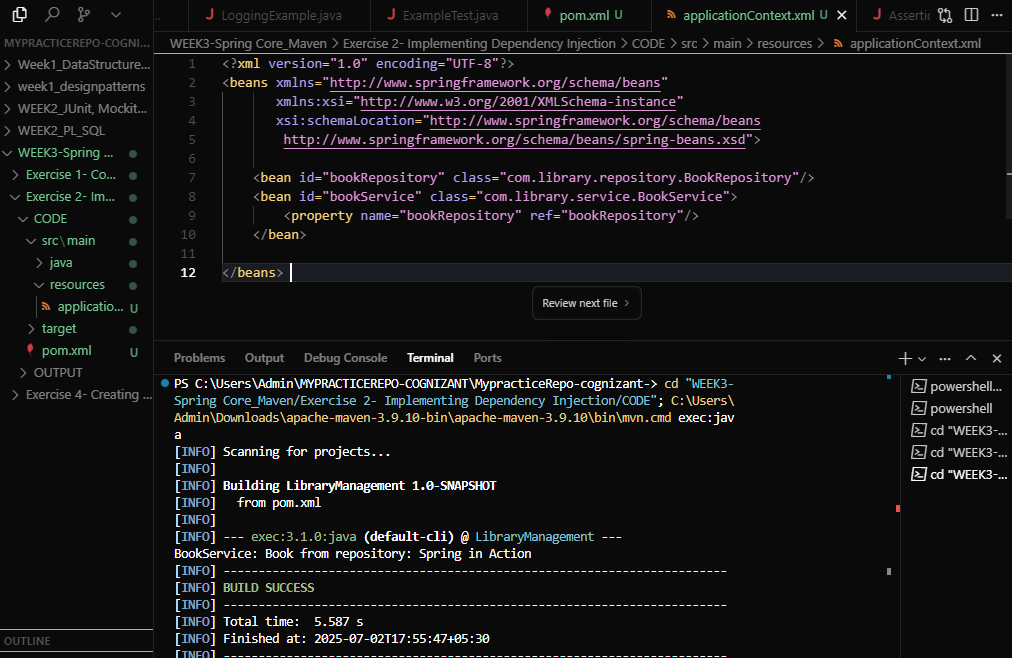 LoggingExample.java
ExampleTest.java
pom.xml U
applicationContext.xml U
Assertic
MYPRACTICEREPO-COGNI...
Week1_DataStructure...
week1_designpatterns
WEEK2_JUnit, Mockit...
WEEK2_PL_SQL
WEEK3-Spring ...
Exercise 1- Co...
Exercise 2- Im...
CODE
src\main
java
resources
applicatio... U
target
pom.xml U
OUTPUT
Exercise 4- Creating ...
OUTLINE
WEEK3-Spring Core_Maven > Exercise 2- Implementing Dependency Injection > CODE > src > main > resources > applicationContext.xml
1 <?xml version="1.0" encoding="UTF-8"?>
2 <beans xmlns="http://www.springframework.org/schema/beans"
3 xmlns:xsi="http://www.w3.org/2001/XMLSchema-instance"
4 xsi:schemaLocation="http://www.springframework.org/schema/beans
5 http://www.springframework.org/schema/beans/spring-beans.xsd">
6
7 <bean id="bookRepository" class="com.library.repository.BookRepository"/>
8 <bean id="bookService" class="com.library.service.BookService">
9 <property name="bookRepository" ref="bookRepository"/>
10 </bean>
11
12 </beans>
Review next file >
Problems Output Debug Console Terminal Ports
PS C:\Users\Admin\MYPRACTICEREPO-COGNIZANT\MypracticeRepo-cognizant-> cd "WEEK3-
Spring Core_Maven/Exercise 2- Implementing Dependency Injection/CODE"; C:\Users\
Admin\Downloads\apache-maven-3.9.10-bin\apache-maven-3.9.10\bin\mvn.cmd exec:jav
a
[INFO] Scanning for projects...
[INFO]
[INFO] Building LibraryManagement 1.0-SNAPSHOT
[INFO] from pom.xml
[INFO]
[INFO] --- exec:3.1.0:java (default-cli) @ LibraryManagement ---
BookService: Book from repository: Spring in Action
[INFO] ------------------------------------------------------------------------
[INFO] BUILD SUCCESS
[INFO] ------------------------------------------------------------------------
[INFO] Total time:  5.587 s
[INFO] Finished at: 2025-07-02T17:55:47+05:30
[INFO] ------------------------------------------------------------------------
powershell...
powershell
cd "WEEK3-...
cd "WEEK3-...
cd "WEEK3-...